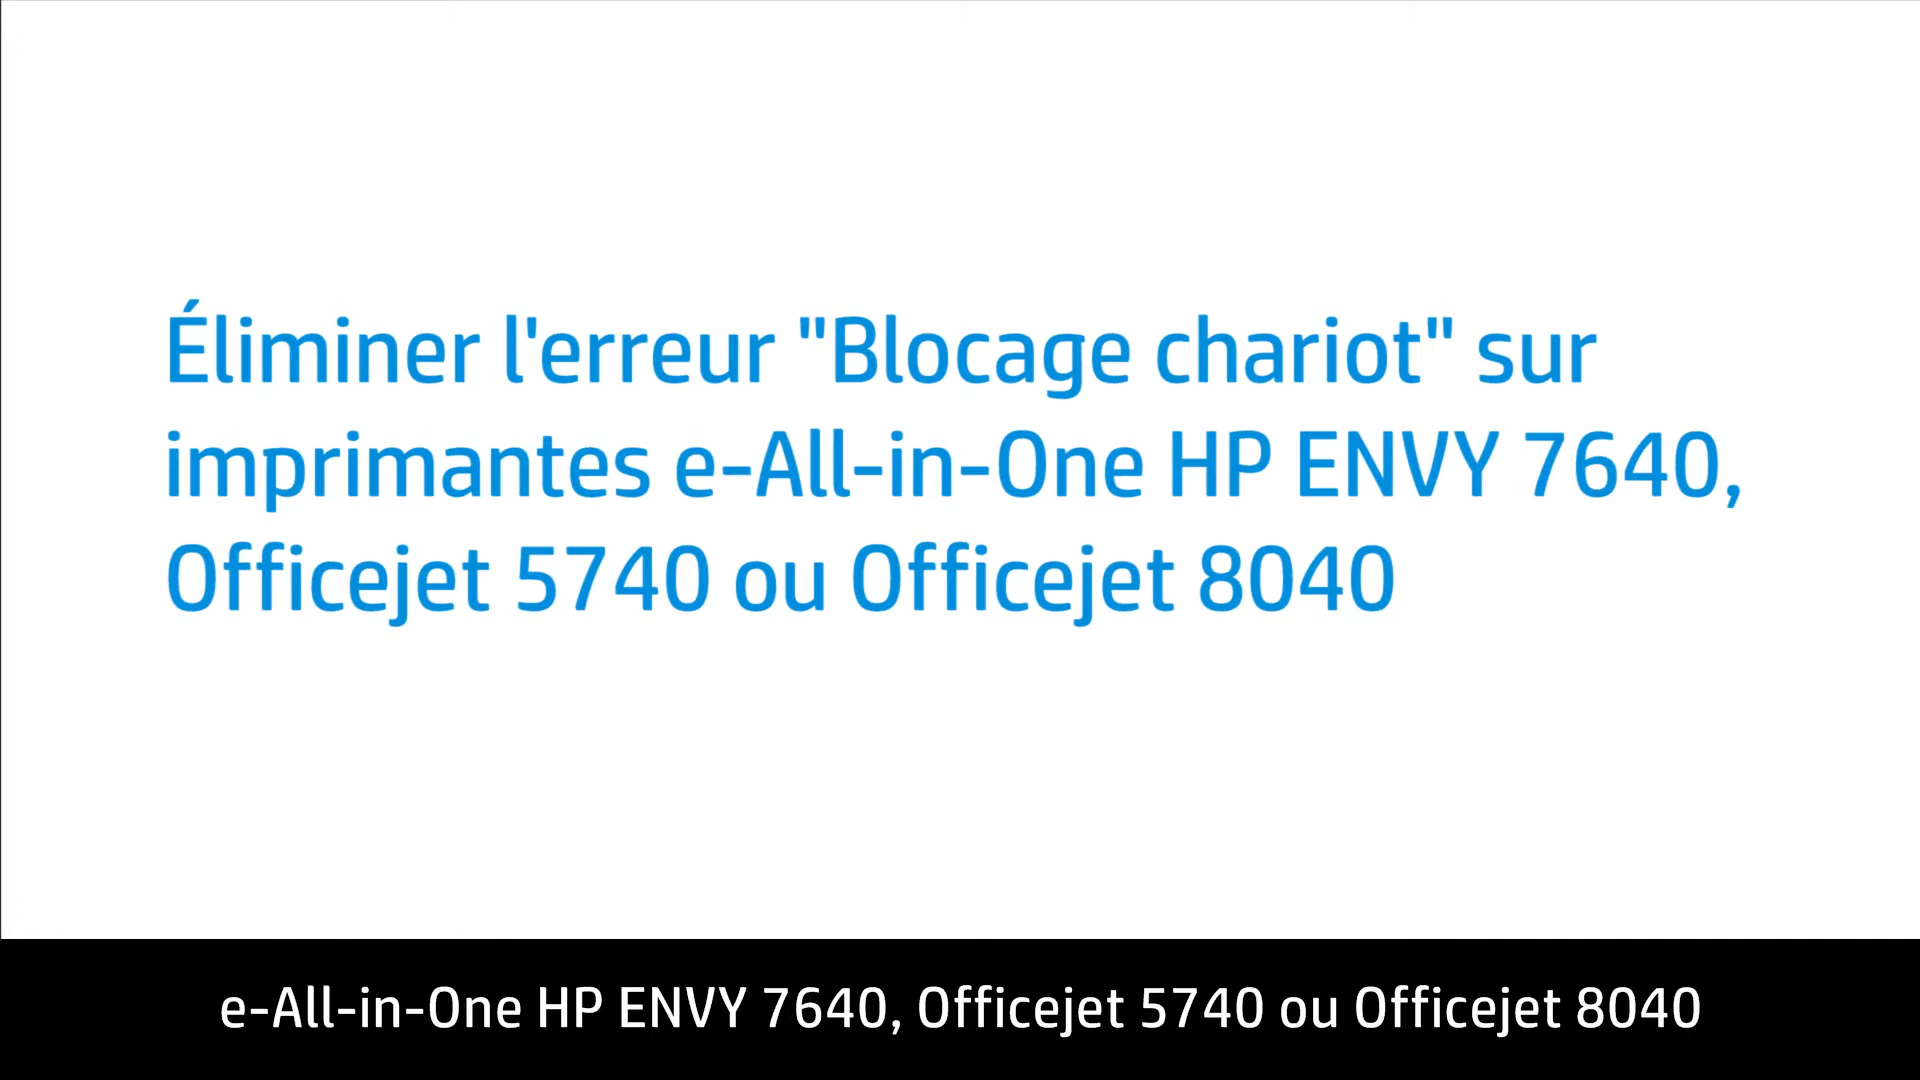 Éliminer l'erreur "Blocage chariot" sur
imprimantes e-All-in-One HP ENVY 7640,
Officejet 5740 ou Officejet 8040
e-All-in-One HP ENVY 7640, Officejet 5740 ou Officejet 8040